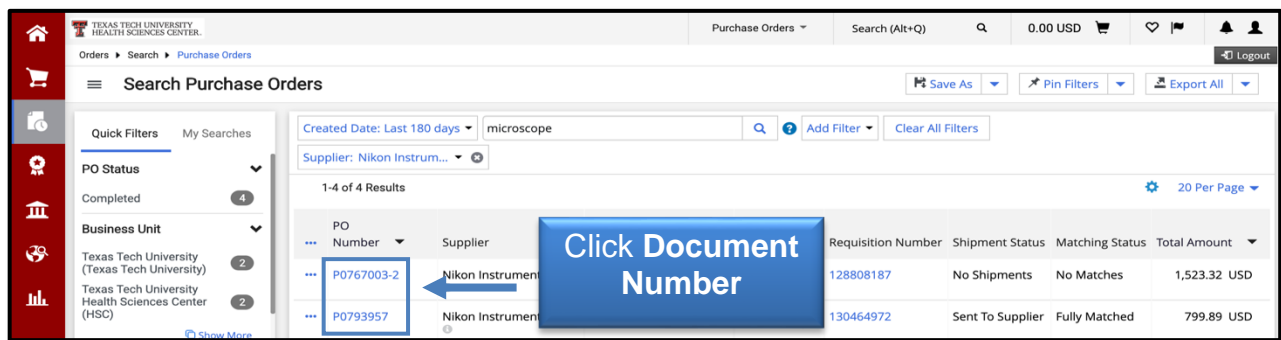 TEXAS TECH UNIVERSITY
HEALTH SCIENCES CENTER.
Purchase Orders
Search (Alt+Q)
0.00 USD
Orders Search Purchase Orders
Logout
Search Purchase Orders
Save As
Pin Filters
Export All
Quick Filters My Searches
Created Date: Last 180 days microscope
Add Filter
Clear All Filters
Supplier: Nikon Instrum...
PO Status
Completed 4
1-4 of 4 Results
20 Per Page
Business Unit
Texas Tech University
(Texas Tech University) 2
Texas Tech University
Health Sciences Center
(HSC) 2
Show More
PO
Number Supplier Requisition Number Shipment Status Matching Status Total Amount
P0767003-2 Nikon Instrument 128808187 No Shipments No Matches 1,523.32 USD
P0793957 Nikon Instrument 130464972 Sent To Supplier Fully Matched 799.89 USD
Click Document
Number